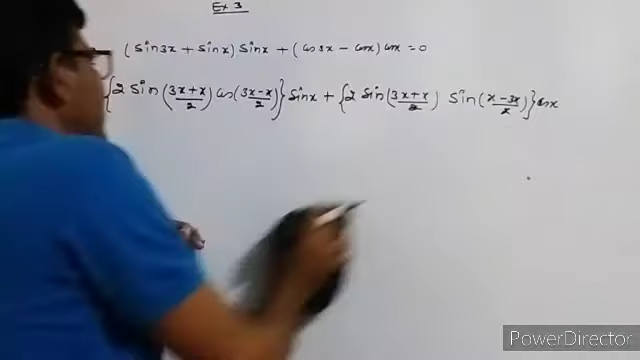 Ex 3
(sin3x + sinx) sinx + (cos3x - cosx) cosx = 0
{2 sin(3x+x/2) cos(3x-x/2)} sinx + {2 sin(3x+x/2) sin(x-3x/2)} cosx
PowerDirector